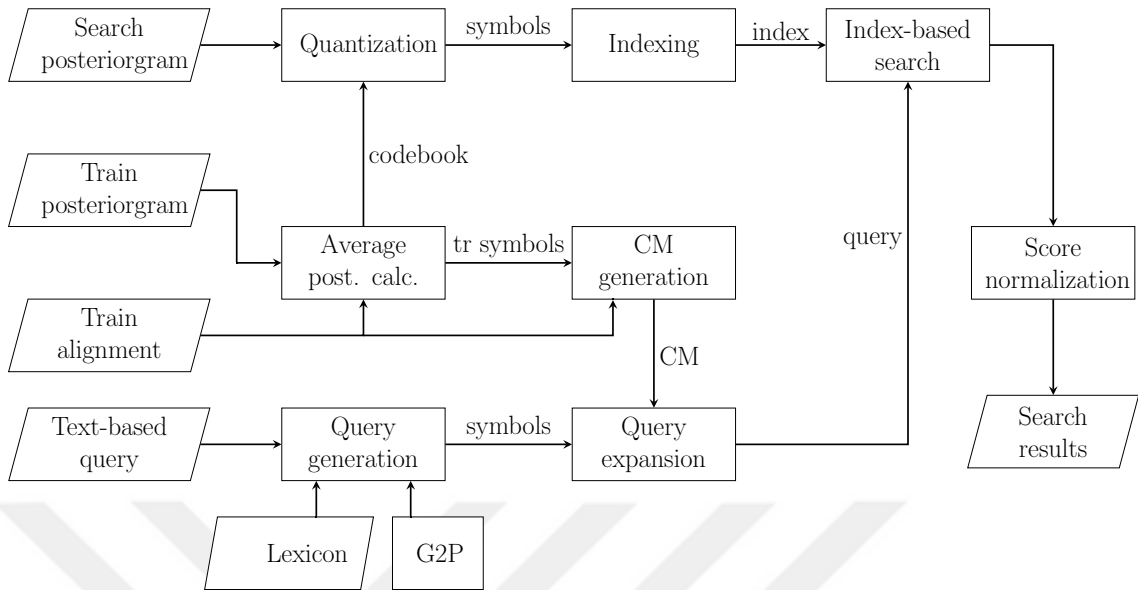 Search
posteriorgram
Quantization
symbols
Indexing
index
Index-based
search
codebook
Train
posteriorgram
Average
post. calc.
tr symbols
CM
generation
query
Score
normalization
Train
alignment
CM
Text-based
query
Query
generation
symbols
Query
expansion
Search
results
Lexicon
G2P